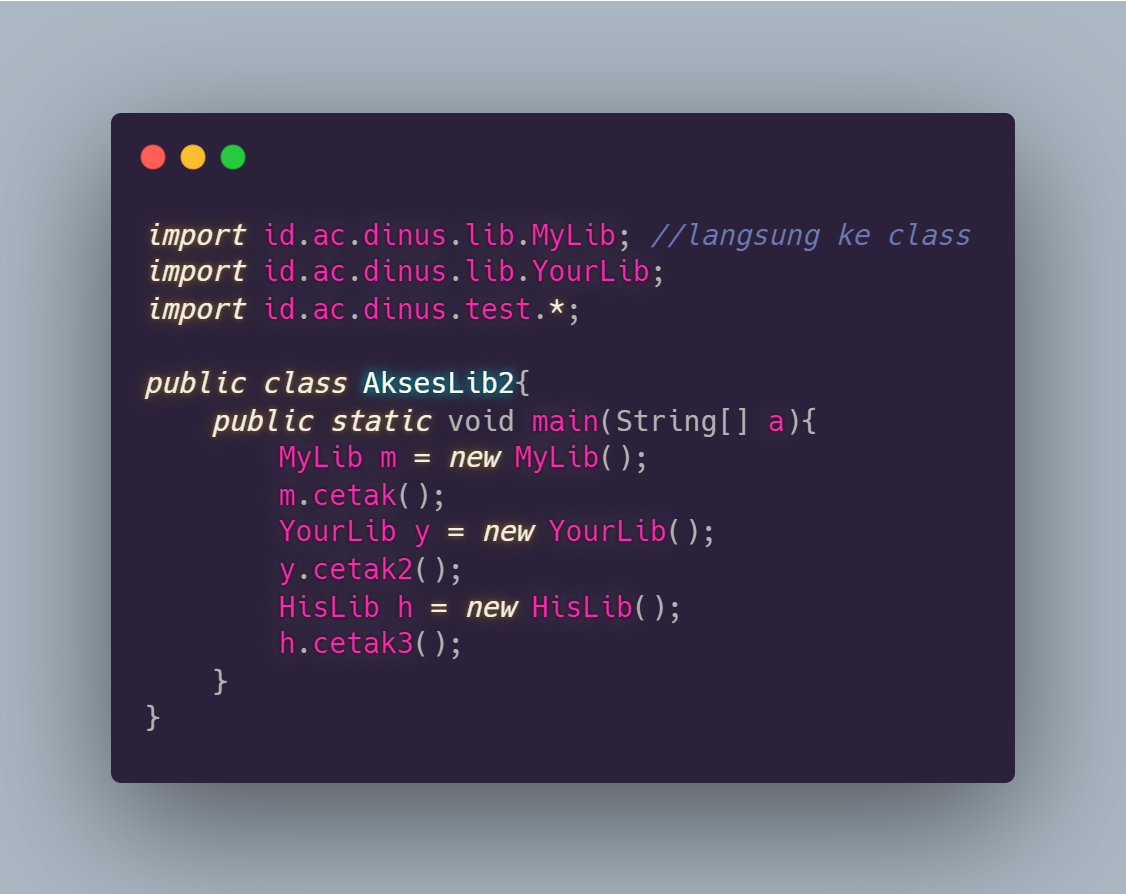 import id.ac.dinus.lib.MyLib; //langsung ke class
import id.ac.dinus.lib.YourLib;
import id.ac.dinus.test.*;

public class AksesLib2{
    public static void main(String[] a){
        MyLib m = new MyLib();
        m.cetak();
        YourLib y = new YourLib();
        y.cetak2();
        HisLib h = new HisLib();
        h.cetak3();
    }
}